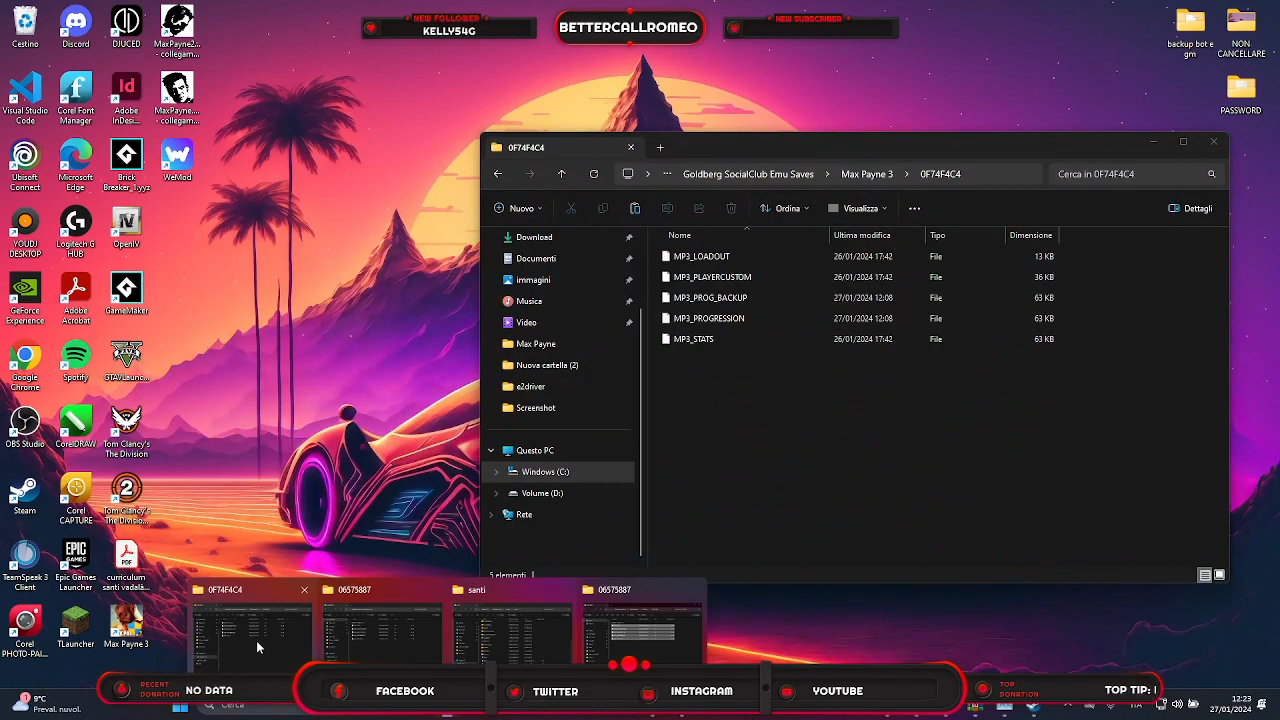 NEW FOLLOWER
KELLY54G
BETTERCALLROMEO
NEW SUBSCRIBER
Cestino
Discord
DJUCED
MaxPayne2...
- collegam...
backup bot e
gm
NON
CANCELLARE
Visual Studio
Code
Corel Font
Manager
Adobe
InDesi...
MaxPayne....
- collegam...
PASSWORD
Ubisoft
Connect
Microsoft
Edge
Brick
Breaker_1.yyz
WeMod
YOUDJ
DESKTOP
Logitech G
HUB
OpenIV
GeForce
Experience
Adobe
Acrobat
GameMaker
Google
Chrome
Spotify
GTAVLaunc...
OBS Studio
CorelDRAW
Tom Clancy's
The Division
Steam
Corel
CAPTURE
Tom Clancy's
The Divisio...
TeamSpeak 3
Client
Epic Games
Launcher
curriculum
santi vadalà...
Corel
PHOTO-PAI...
Max Payne 3
0F74F4C4
Goldberg SocialClub Emu Saves
Max Payne 3
0F74F4C4
Cerca in 0F74F4C4
Nuovo
Ordina
Visualizza
Dettagli
Download
Documenti
Immagini
Musica
Video
Max Payne
Nuova cartella (2)
e2driver
Screenshot
Questo PC
Windows (C:)
Volume (D:)
Rete
Nome Ultima modifica Tipo Dimensione
MP3_LOADOUT 26/01/2024 17:42 File 13 KB
MP3_PLAYERCUSTOM 26/01/2024 17:42 File 36 KB
MP3_PROG_BACKUP 27/01/2024 12:08 File 63 KB
MP3_PROGRESSION 27/01/2024 12:08 File 63 KB
MP3_STATS 26/01/2024 17:42 File 63 KB
5 elementi
0F74F4C4
06575887
santi
06575887
RECENT
DONATION
NO DATA
FACEBOOK
TWITTER
INSTAGRAM
TOP
DONATION
TOP TIP:
9°C
Preval. nuvol.
Cerca
12:23
27/01/2024